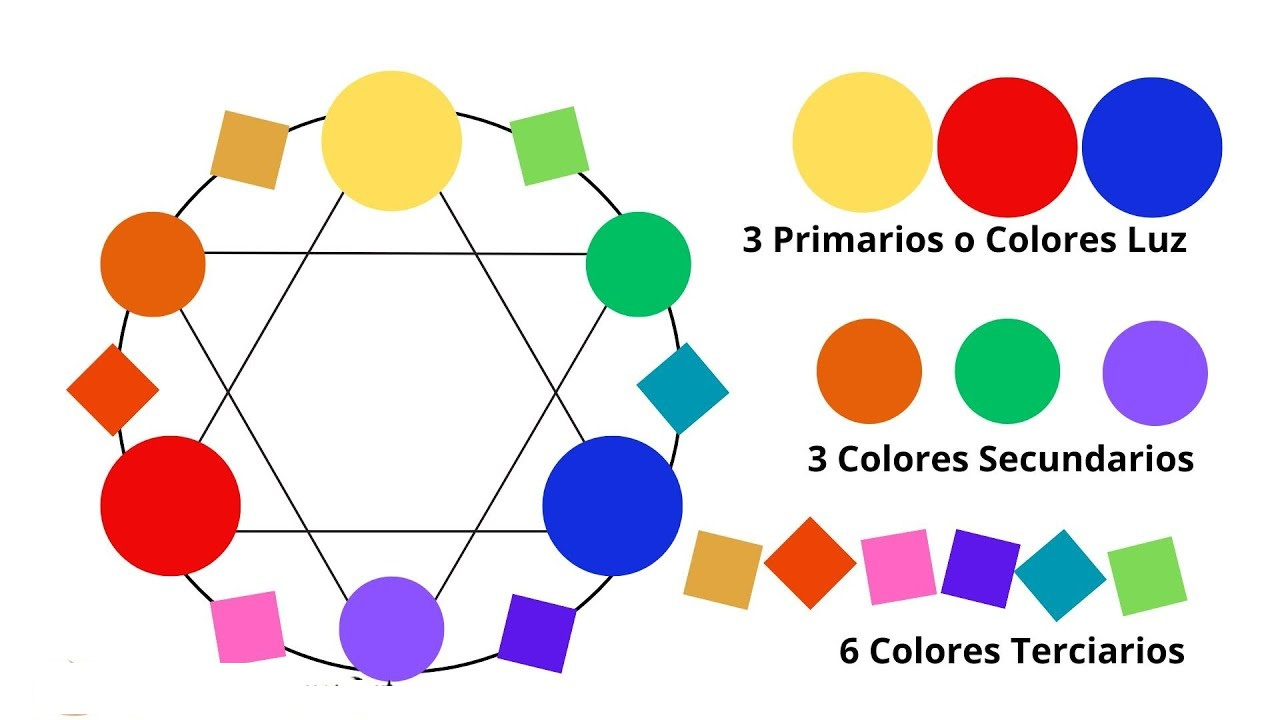 3 Primarios o Colores Luz
3 Colores Secundarios
6 Colores Terciarios